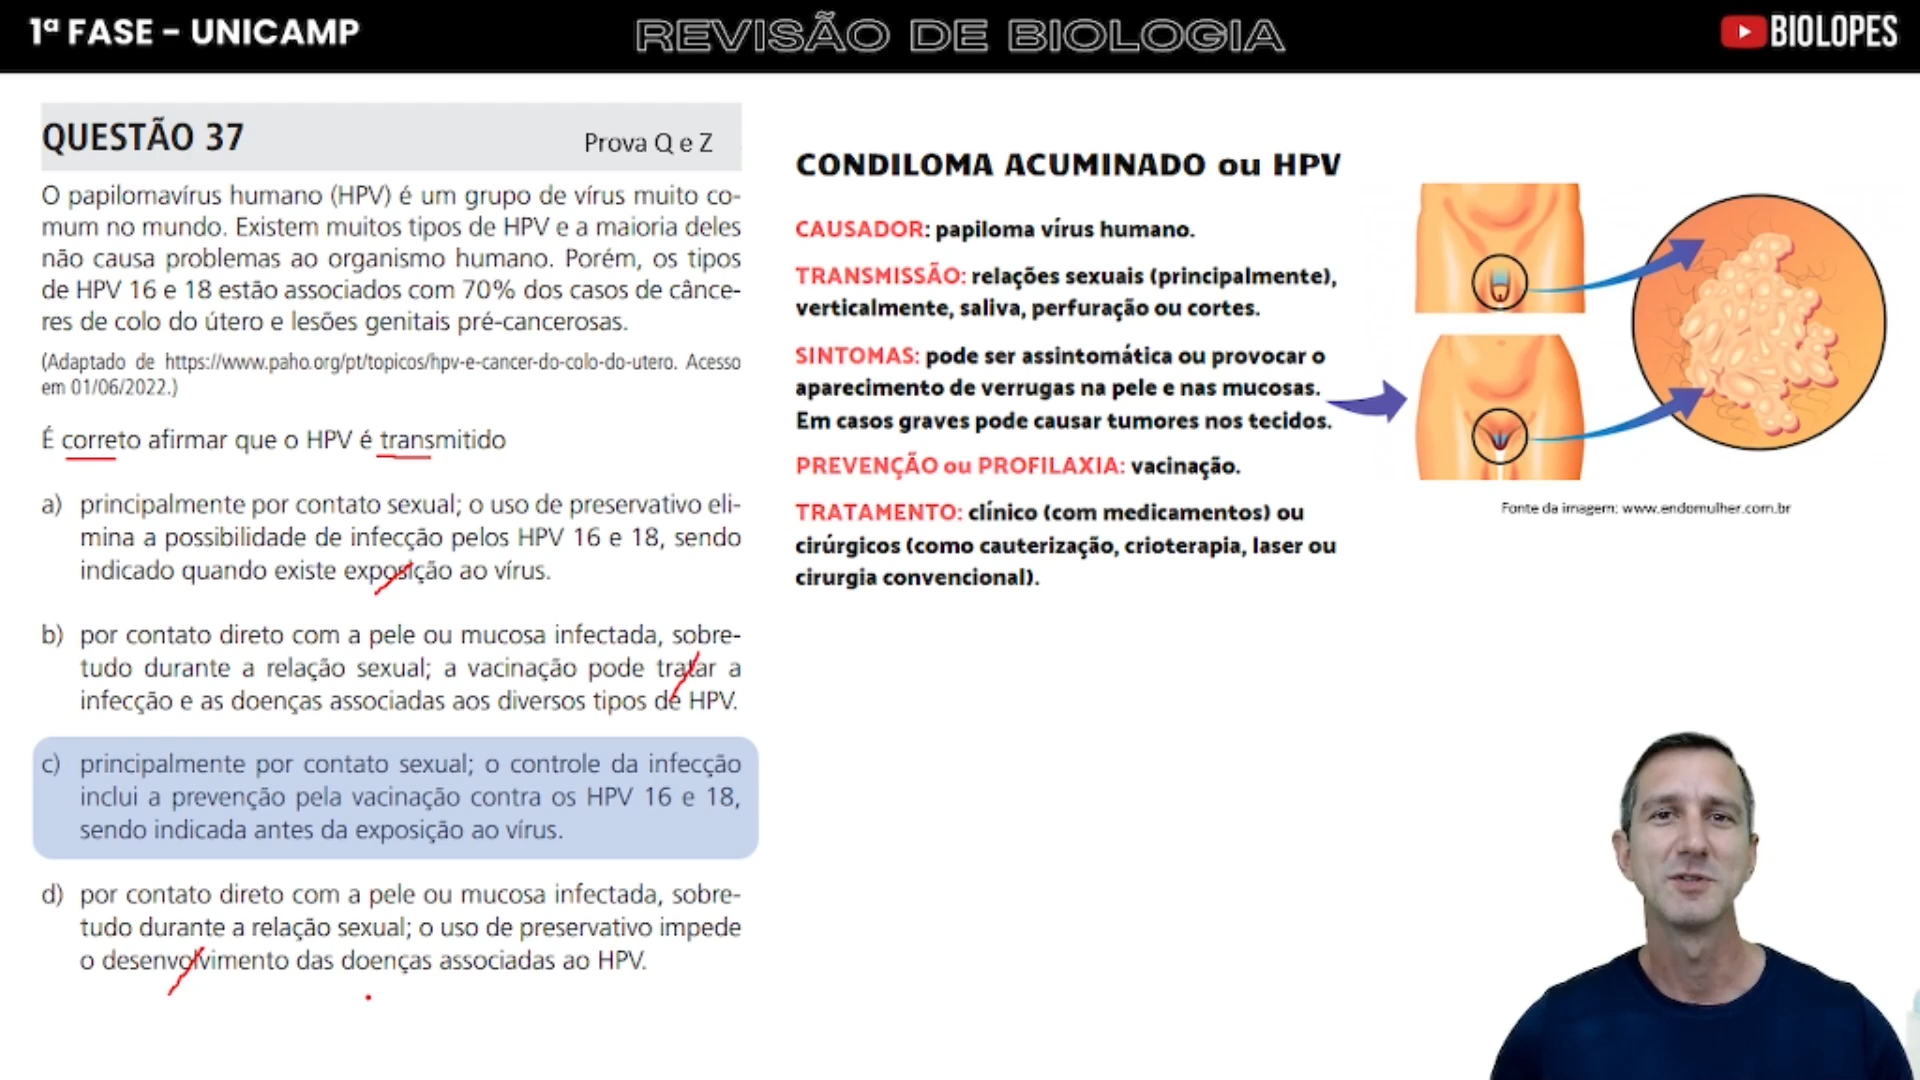 1ª FASE - UNICAMP
REVISÃO DE BIOLOGIA
BIOLOPES
QUESTÃO 37
Prova Q e Z
O papilomavírus humano (HPV) é um grupo de vírus muito co-
mum no mundo. Existem muitos tipos de HPV e a maioria deles
não causa problemas ao organismo humano. Porém, os tipos
de HPV 16 e 18 estão associados com 70% dos casos de cânce-
res de colo do útero e lesões genitais pré-cancerosas.
(Adaptado de https://www.paho.org/pt/topicos/hpv-e-cancer-do-colo-do-utero. Acesso
em 01/06/2022.)
É correto afirmar que o HPV é transmitido
a) principalmente por contato sexual; o uso de preservativo eli-
mina a possibilidade de infecção pelos HPV 16 e 18, sendo
indicado quando existe exposição ao vírus.
b) por contato direto com a pele ou mucosa infectada, sobre-
tudo durante a relação sexual; a vacinação pode tratar a
infecção e as doenças associadas aos diversos tipos de HPV.
c) principalmente por contato sexual; o controle da infecção
inclui a prevenção pela vacinação contra os HPV 16 e 18,
sendo indicada antes da exposição ao vírus.
d) por contato direto com a pele ou mucosa infectada, sobre-
tudo durante a relação sexual; o uso de preservativo impede
o desenvolvimento das doenças associadas ao HPV.
CONDILOMA ACUMINADO ou HPV
CAUSADOR: papiloma vírus humano.
TRANSMISSÃO: relações sexuais (principalmente),
verticalmente, saliva, perfuração ou cortes.
SINTOMAS: pode ser assintomática ou provocar o
aparecimento de verrugas na pele e nas mucosas.
Em casos graves pode causar tumores nos tecidos.
PREVENÇÃO ou PROFILAXIA: vacinação.
TRATAMENTO: clínico (com medicamentos) ou
cirúrgicos (como cauterização, crioterapia, laser ou
cirurgia convencional).
Fonte da imagem: www.endomulher.com.br